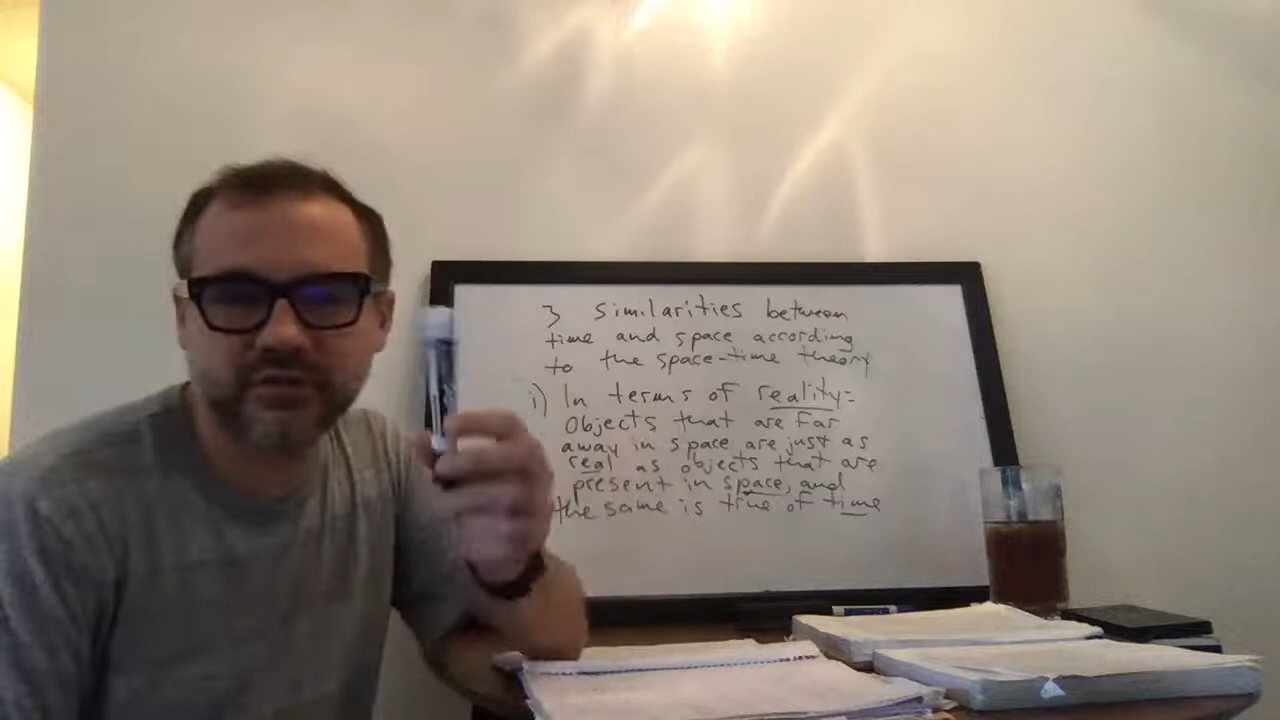 3 similarities between
time and space according
to the space-time theory
i) In terms of reality:
Objects that are far
away in space are just as
real as objects that are
present in space, and
the same is true of time